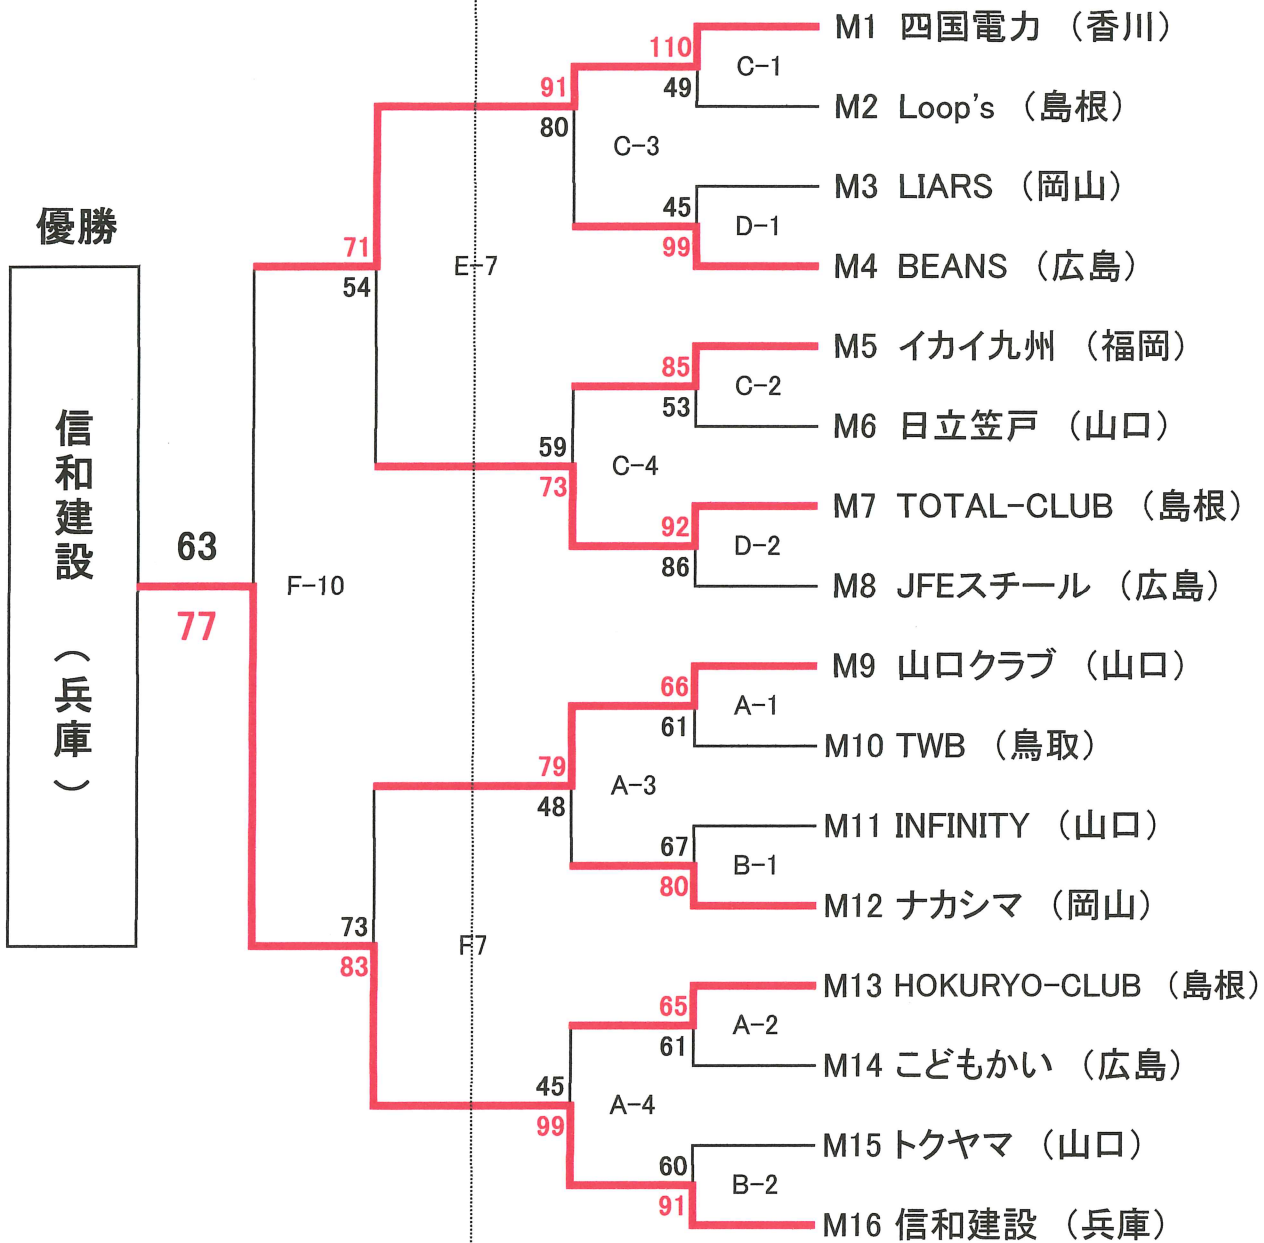 110
M1 四国電力 （香川）
C-1
91
49
80
M2 Loop's （島根）
C-3
45
M3 LIARS （岡山）
D-1
99
M4 BEANS （広島）
優勝
71
54
E-7
85
M5 イカイ九州 （福岡）
C-2
53
M6 日立笠戸 （山口）
59
73
C-4
92
M7 TOTAL-CLUB （島根）
D-2
86
M8 JFEスチール （広島）
信和建設 （兵庫）
63
77
F-10
66
M9 山口クラブ （山口）
A-1
61
M10 TWB （鳥取）
79
48
A-3
67
M11 INFINITY （山口）
B-1
80
M12 ナカシマ （岡山）
73
83
F7
65
M13 HOKURYO-CLUB （島根）
A-2
61
M14 こどもかい （広島）
45
99
A-4
60
M15 トクヤマ （山口）
B-2
91
M16 信和建設 （兵庫）